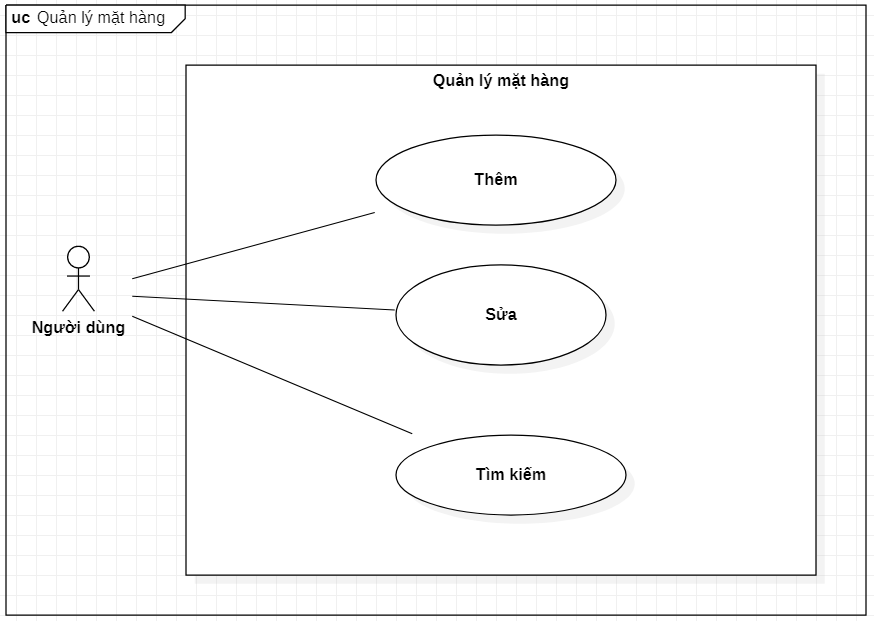 uc Quản lý mặt hàng
Quản lý mặt hàng
Thêm
Sửa
Người dùng
Tìm kiếm